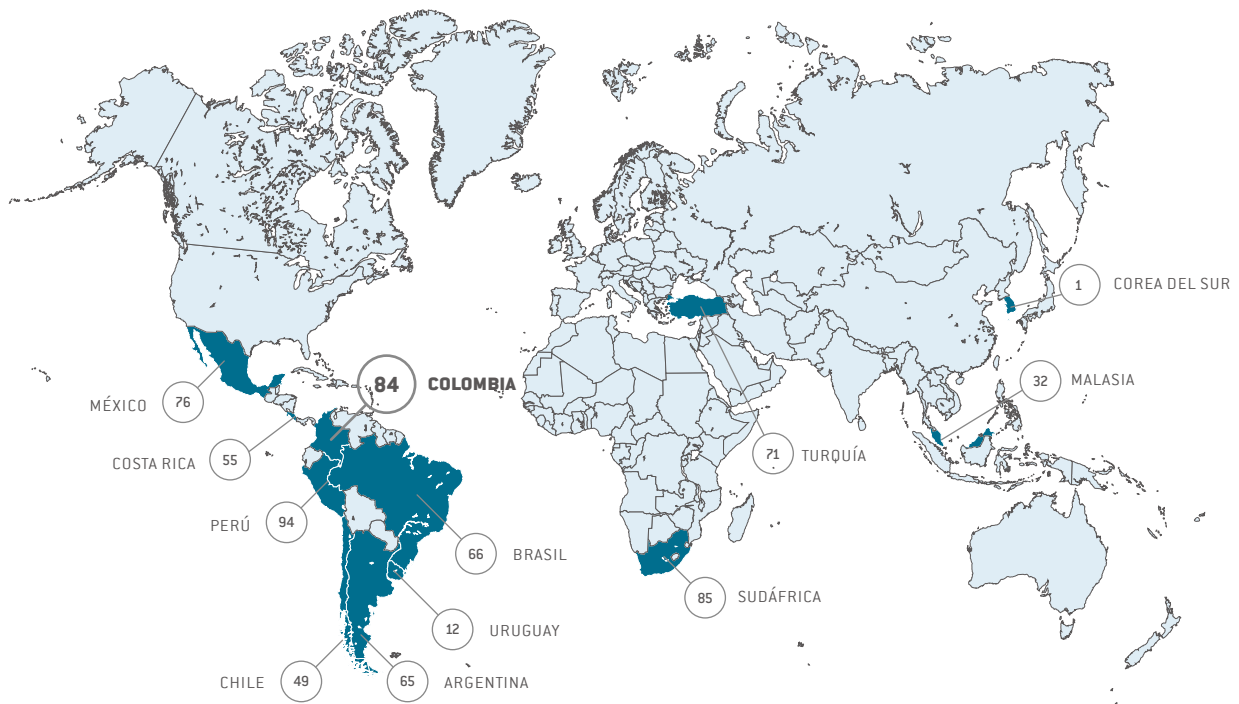 1 COREA DEL SUR
32 MALASIA
84 COLOMBIA
MÉXICO 76
COSTA RICA 55
71 TURQUÍA
PERÚ 94
66 BRASIL
85 SUDÁFRICA
12 URUGUAY
CHILE 49
65 ARGENTINA